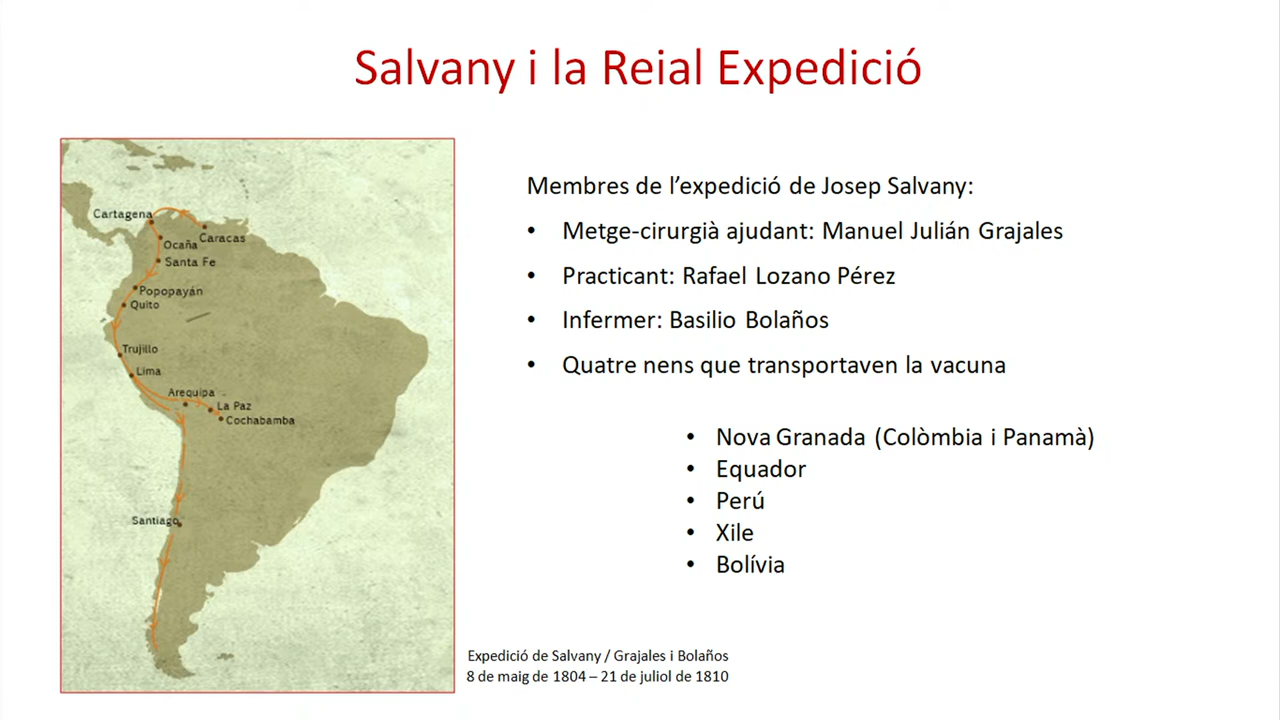 Salvany i la Reial Expedició
Cartagena
Caracas
Ocaña
Santa Fe
Popopayán
Quito
Trujillo
Lima
Arequipa
La Paz
Cochabamba
Santiago
Membres de l’expedició de Josep Salvany:
• Metge-cirurgià ajudant: Manuel Julián Grajales
• Practicant: Rafael Lozano Pérez
• Infermer: Basilio Bolaños
• Quatre nens que transportaven la vacuna
• Nova Granada (Colòmbia i Panamà)
• Equador
• Perú
• Xile
• Bolívia
Expedició de Salvany / Grajales i Bolaños
8 de maig de 1804 – 21 de juliol de 1810